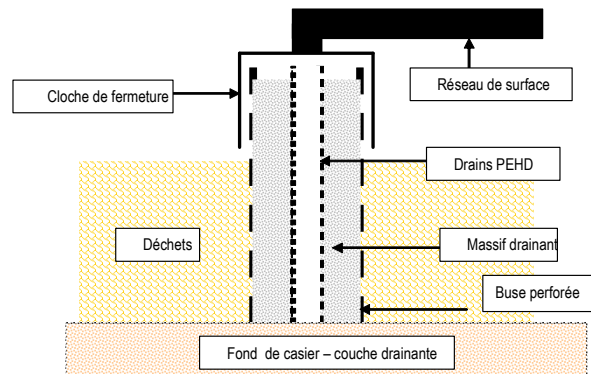 Cloche de fermeture
Réseau de surface
Drains PEHD
Déchets
Massif drainant
Buse perforée
Fond de casier – couche drainante